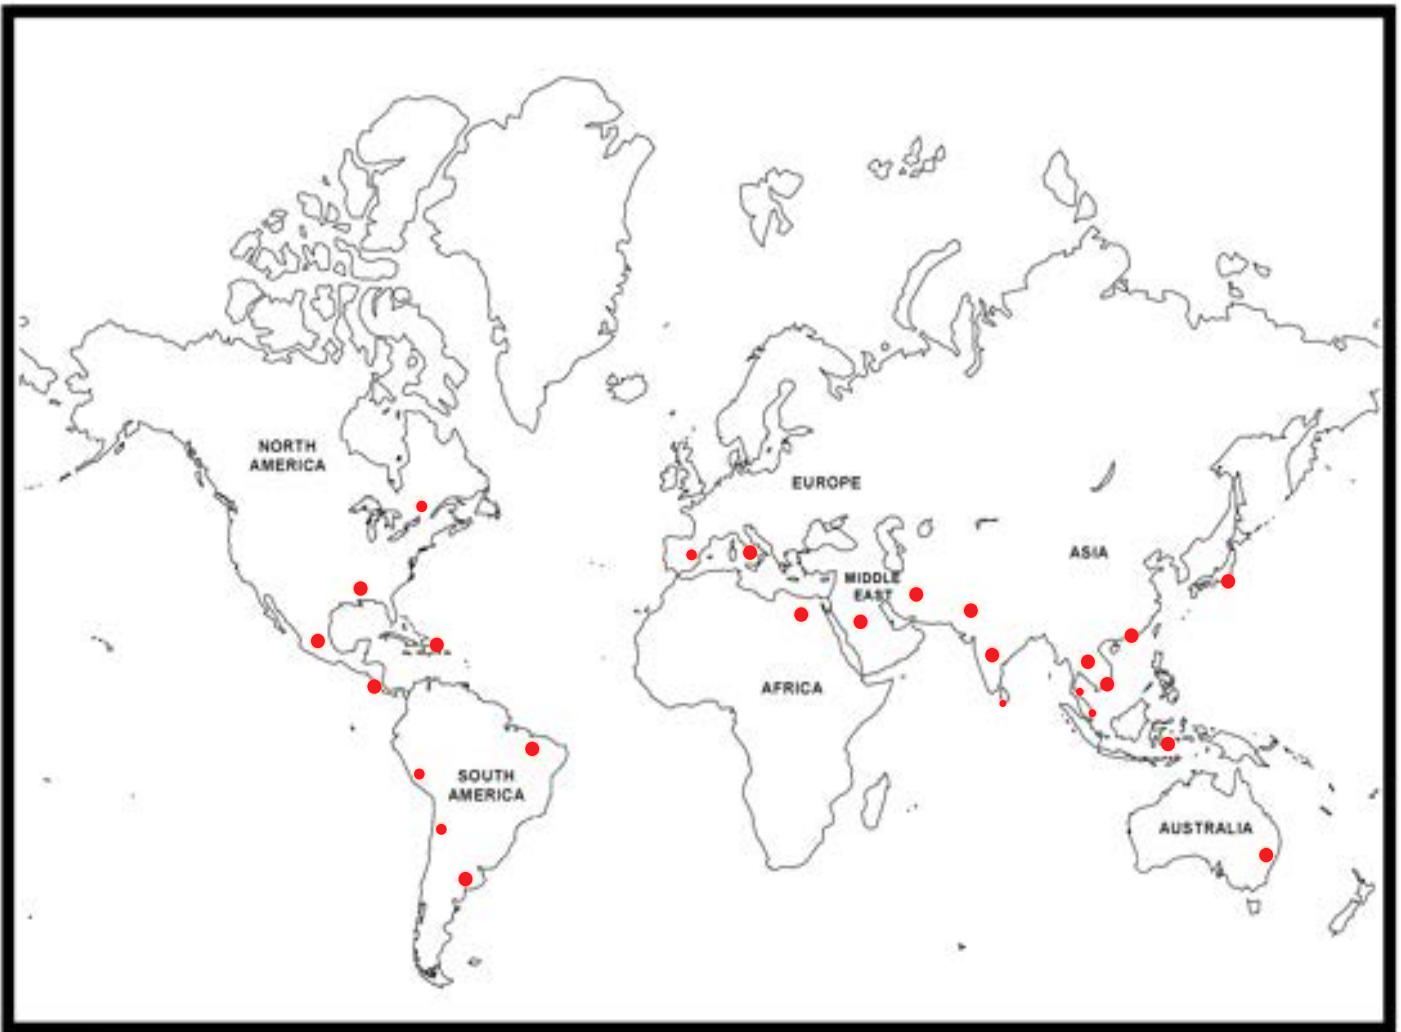 NORTH
AMERICA
EUROPE
ASIA
MIDDLE
EAST
AFRICA
SOUTH
AMERICA
AUSTRALIA